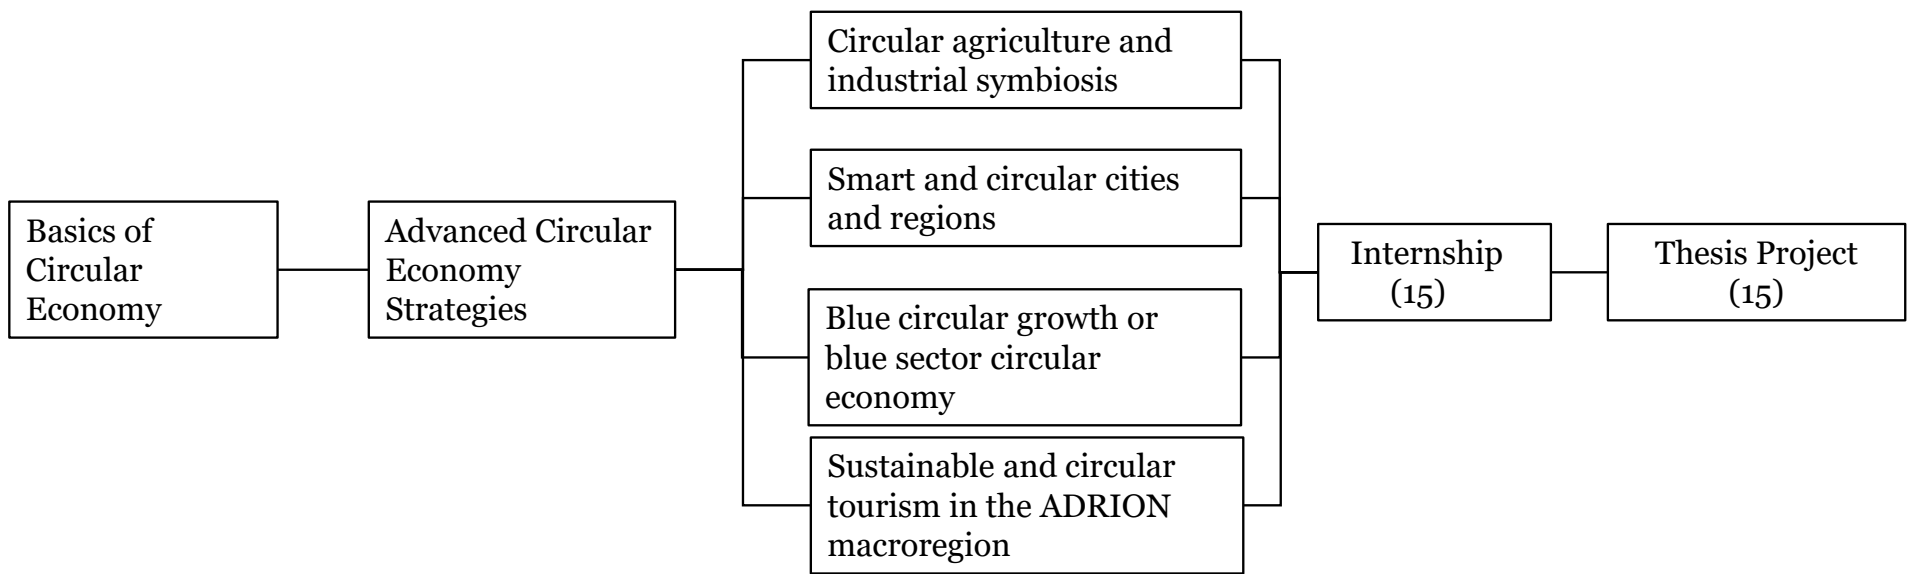 Basics of
Circular
Economy
Advanced Circular
Economy
Strategies
Circular agriculture and
industrial symbiosis
Smart and circular cities
and regions
Blue circular growth or
blue sector circular
economy
Sustainable and circular
tourism in the ADRION
macroregion
Internship
(15)
Thesis Project
(15)